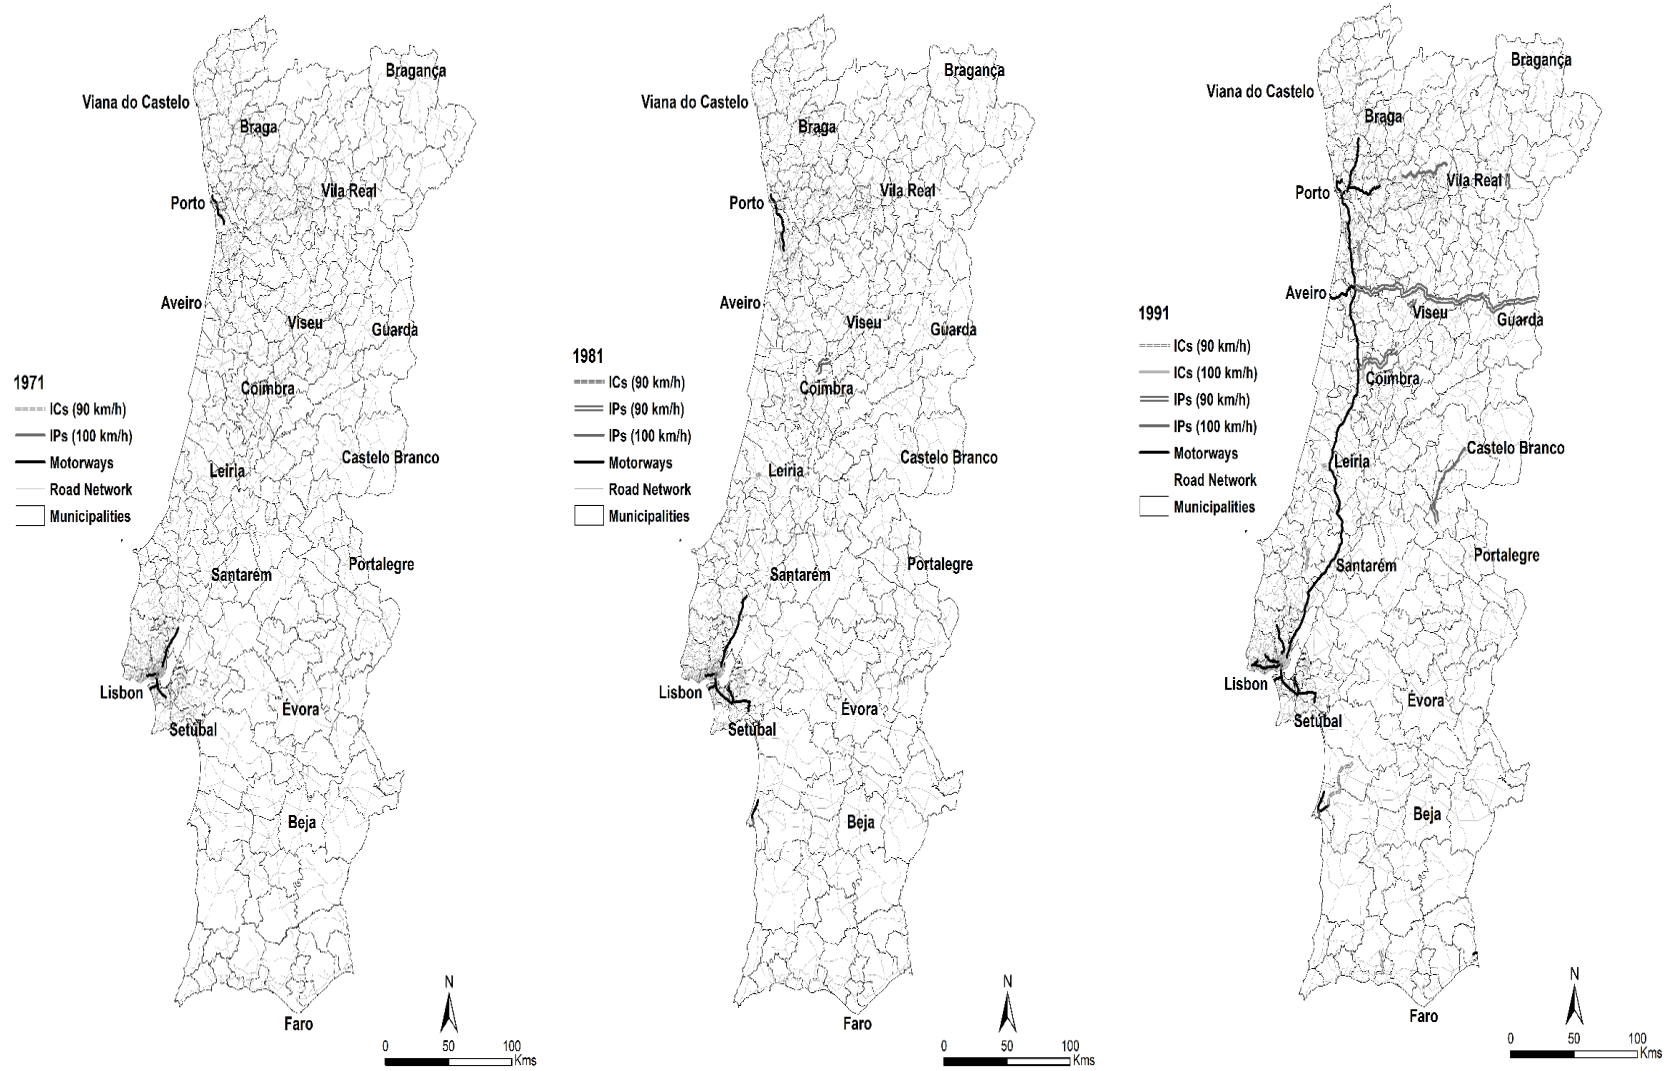 Bragança
Viana do Castelo
Braga
Vila Real
Porto
Aveiro
Viseu
Guarda
1971
Coimbra
ICs (90 km/h)
IPs (100 km/h)
Motorways
Road Network
Municipalities
Castelo Branco
Leiria
Portalegre
Santarém
Lisbon
Évora
Setúbal
Beja
Faro
N
0 50 100
Kms
Bragança
Viana do Castelo
Braga
Vila Real
Porto
Aveiro
Viseu
Guarda
1981
Coimbra
ICs (90 km/h)
IPs (90 km/h)
IPs (100 km/h)
Motorways
Road Network
Municipalities
Castelo Branco
Leiria
Portalegre
Santarém
Lisbon
Évora
Setúbal
Beja
Faro
N
0 50 100
Kms
Bragança
Viana do Castelo
Braga
Vila Real
Porto
Aveiro
Viseu
Guarda
1991
ICs (90 km/h)
ICs (100 km/h)
IPs (90 km/h)
IPs (100 km/h)
Motorways
Road Network
Municipalities
Coimbra
Castelo Branco
Leiria
Portalegre
Santarém
Lisbon
Évora
Setúbal
Beja
Faro
N
0 50 100
Kms